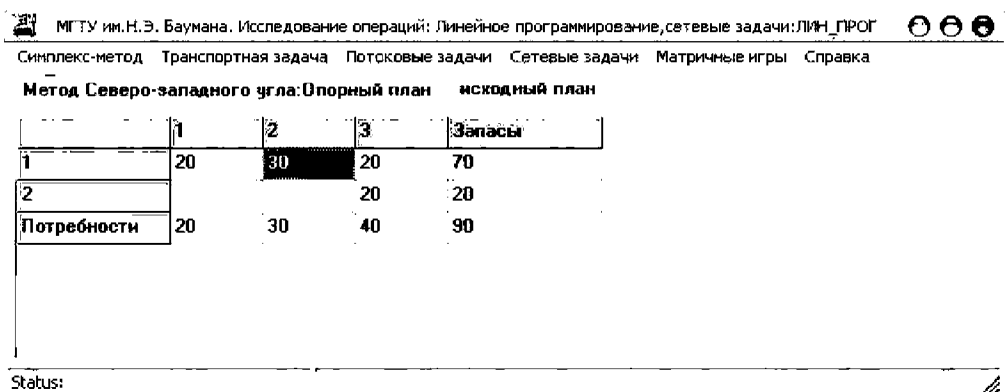 МГТУ им.Н.Э. Баумана. Исследование операций: Линейное программирование,сетевые задачи:ЛИН_ПРОГ
Симплекс-метод Транспортная задача Потоковые задачи Сетевые задачи Матричные игры Справка
Метод Северо-западного угла:Опорный план исходный план
1 2 3 Запасы
1 20 30 20 70
2 20 20
Потребности 20 30 40 90
Status: